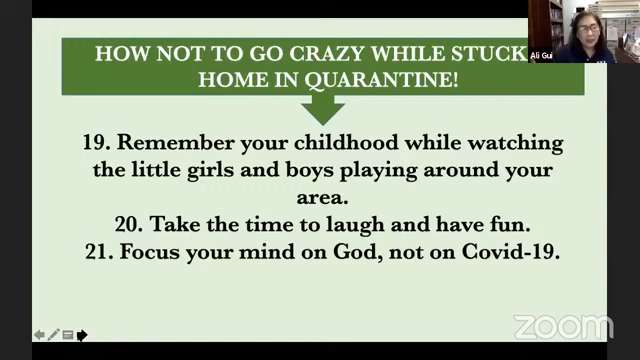 HOW NOT TO GO CRAZY WHILE STUCK
HOME IN QUARANTINE!
Ali Gui
19. Remember your childhood while watching
the little girls and boys playing around your
area.
20. Take the time to laugh and have fun.
21. Focus your mind on God, not on Covid-19.
zoom